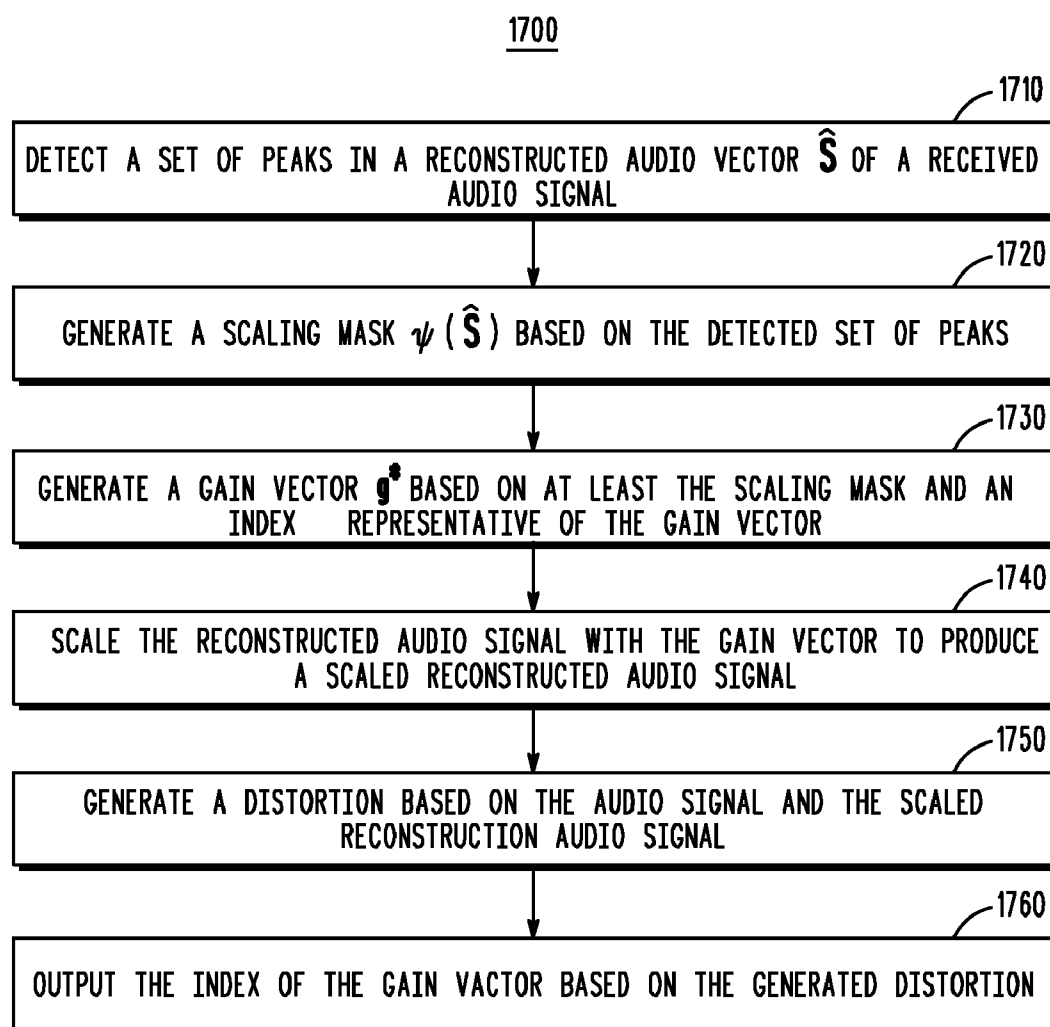 1700
1710
DETECT A SET OF PEAKS IN A RECONSTRUCTED AUDIO VECTOR Ŝ OF A RECEIVED
AUDIO SIGNAL
1720
GENERATE A SCALING MASK ψ(Ŝ) BASED ON THE DETECTED SET OF PEAKS
1730
GENERATE A GAIN VECTOR g* BASED ON AT LEAST THE SCALING MASK AND AN
INDEX REPRESENTATIVE OF THE GAIN VECTOR
1740
SCALE THE RECONSTRUCTED AUDIO SIGNAL WITH THE GAIN VECTOR TO PRODUCE
A SCALED RECONSTRUCTED AUDIO SIGNAL
1750
GENERATE A DISTORTION BASED ON THE AUDIO SIGNAL AND THE SCALED
RECONSTRUCTION AUDIO SIGNAL
1760
OUTPUT THE INDEX OF THE GAIN VACTOR BASED ON THE GENERATED DISTORTION